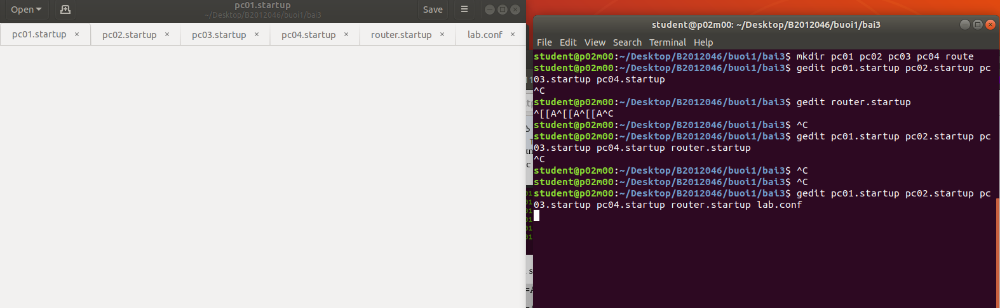 Open
pc01.startup
~/Desktop/B2012046/buoi1/bai3
Save
pc01.startup × pc02.startup × pc03.startup × pc04.startup × router.startup × lab.conf ×
student@p02m00: ~/Desktop/B2012046/buoi1/bai3
File Edit View Search Terminal Help
student@p02m00:~/Desktop/B2012046/buoi1/bai3$ mkdir pc01 pc02 pc03 pc04 route
student@p02m00:~/Desktop/B2012046/buoi1/bai3$ gedit pc01.startup pc02.startup pc
03.startup pc04.startup
^C
student@p02m00:~/Desktop/B2012046/buoi1/bai3$ gedit router.startup
^[[A^[[A^[[A^C
student@p02m00:~/Desktop/B2012046/buoi1/bai3$ ^C
student@p02m00:~/Desktop/B2012046/buoi1/bai3$ gedit pc01.startup pc02.startup pc
03.startup pc04.startup router.startup
^C
student@p02m00:~/Desktop/B2012046/buoi1/bai3$ ^C
student@p02m00:~/Desktop/B2012046/buoi1/bai3$ ^C
student@p02m00:~/Desktop/B2012046/buoi1/bai3$ gedit pc01.startup pc02.startup pc
03.startup pc04.startup router.startup lab.conf